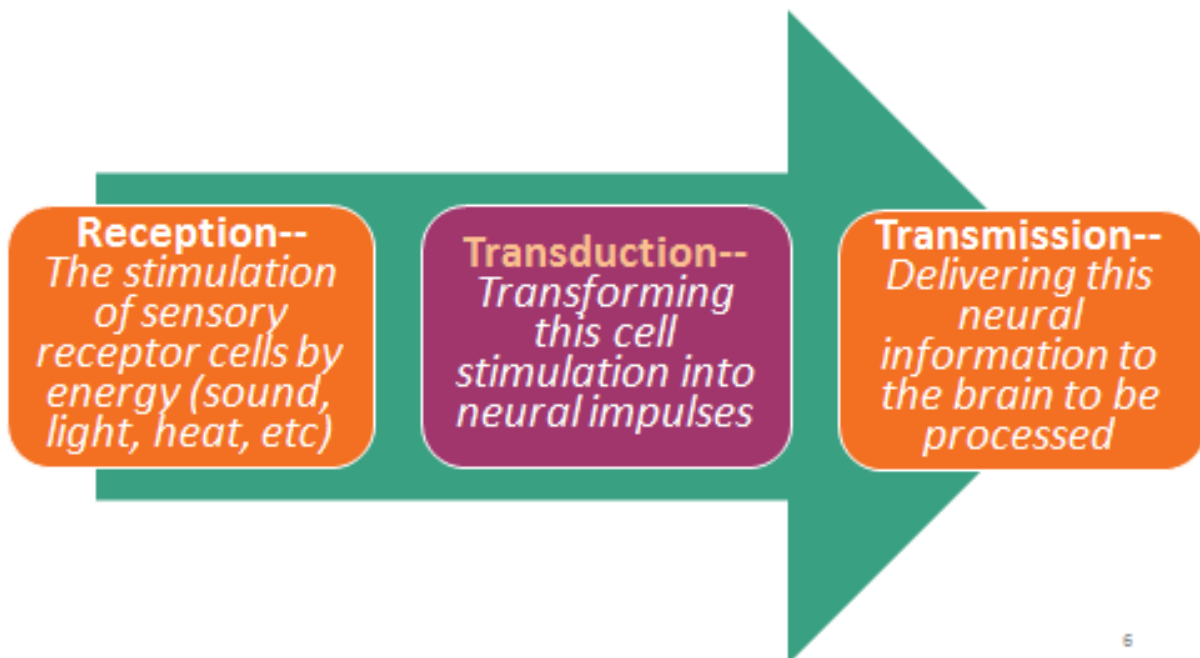 Reception--
The stimulation
of sensory
receptor cells by
energy (sound,
light, heat, etc)
Transduction--
Transforming
this cell
stimulation into
neural impulses
Transmission--
Delivering this
neural
information to
the brain to be
processed
6